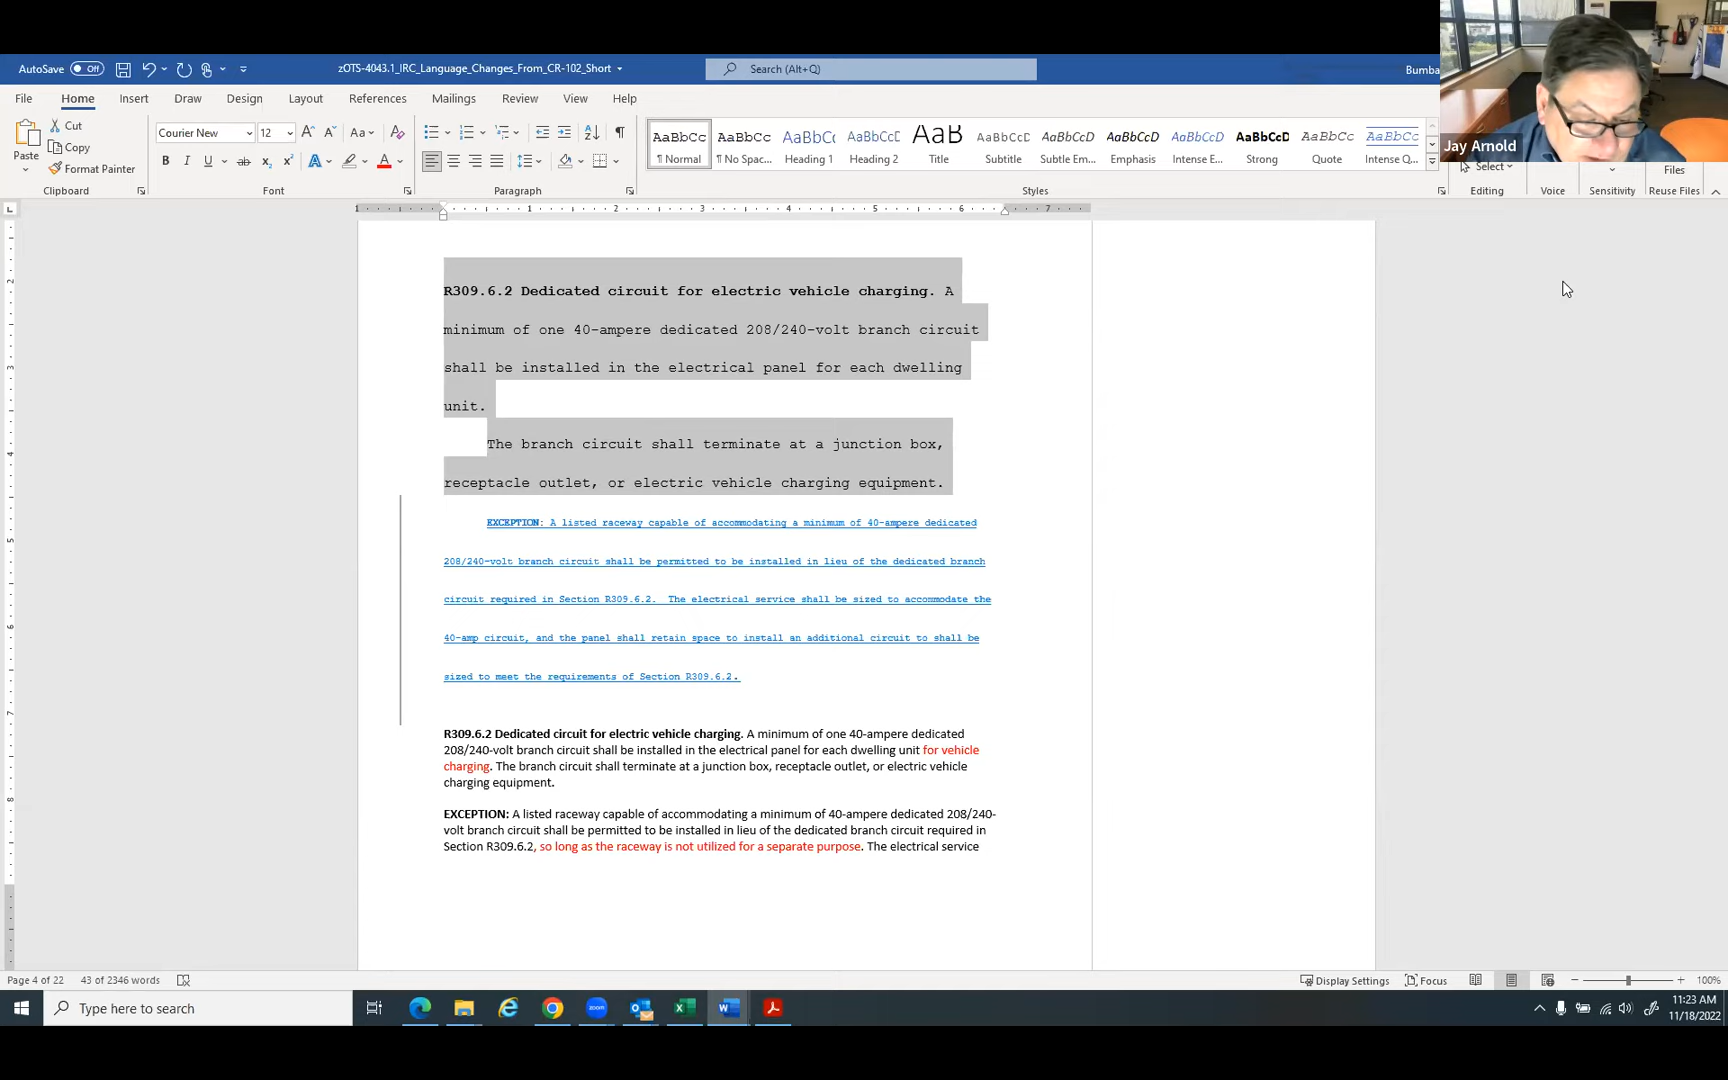 AutoSave Off
zOTS-4043.1_IRC_Language_Changes_From_CR-102_Short
Search (Alt+Q)
Bumba
Jay Arnold
File Home Insert Draw Design Layout References Mailings Review View Help
Paste
Cut
Copy
Format Painter
Courier New 12
AaBbCc AaBbCc AaBbCc AaBbCcD AaB AaBbCcD AaBbCcD AaBbCcD AaBbCcD AaBbCcD AaBbCcD AaBbCcD
¶ Normal ¶ No Spac... Heading 1 Heading 2 Title Subtitle Subtle Em... Emphasis Intense E... Strong Quote Intense Q...
Select
Files
Clipboard Font Paragraph Styles Editing Voice Sensitivity Reuse Files
R309.6.2 Dedicated circuit for electric vehicle charging. A
minimum of one 40-ampere dedicated 208/240-volt branch circuit
shall be installed in the electrical panel for each dwelling
unit.
The branch circuit shall terminate at a junction box,
receptacle outlet, or electric vehicle charging equipment.
EXCEPTION: A listed raceway capable of accommodating a minimum of 40-ampere dedicated
208/240-volt branch circuit shall be permitted to be installed in lieu of the dedicated branch
circuit required in Section R309.6.2. The electrical service shall be sized to accommodate the
40-amp circuit, and the panel shall retain space to install an additional circuit to shall be
sized to meet the requirements of Section R309.6.2.
R309.6.2 Dedicated circuit for electric vehicle charging. A minimum of one 40-ampere dedicated
208/240-volt branch circuit shall be installed in the electrical panel for each dwelling unit for vehicle
charging. The branch circuit shall terminate at a junction box, receptacle outlet, or electric vehicle
charging equipment.
EXCEPTION: A listed raceway capable of accommodating a minimum of 40-ampere dedicated 208/240-
volt branch circuit shall be permitted to be installed in lieu of the dedicated branch circuit required in
Section R309.6.2, so long as the raceway is not utilized for a separate purpose. The electrical service
Page 4 of 22 43 of 2346 words
Display Settings Focus 100%
Type here to search
11:23 AM
11/18/2022